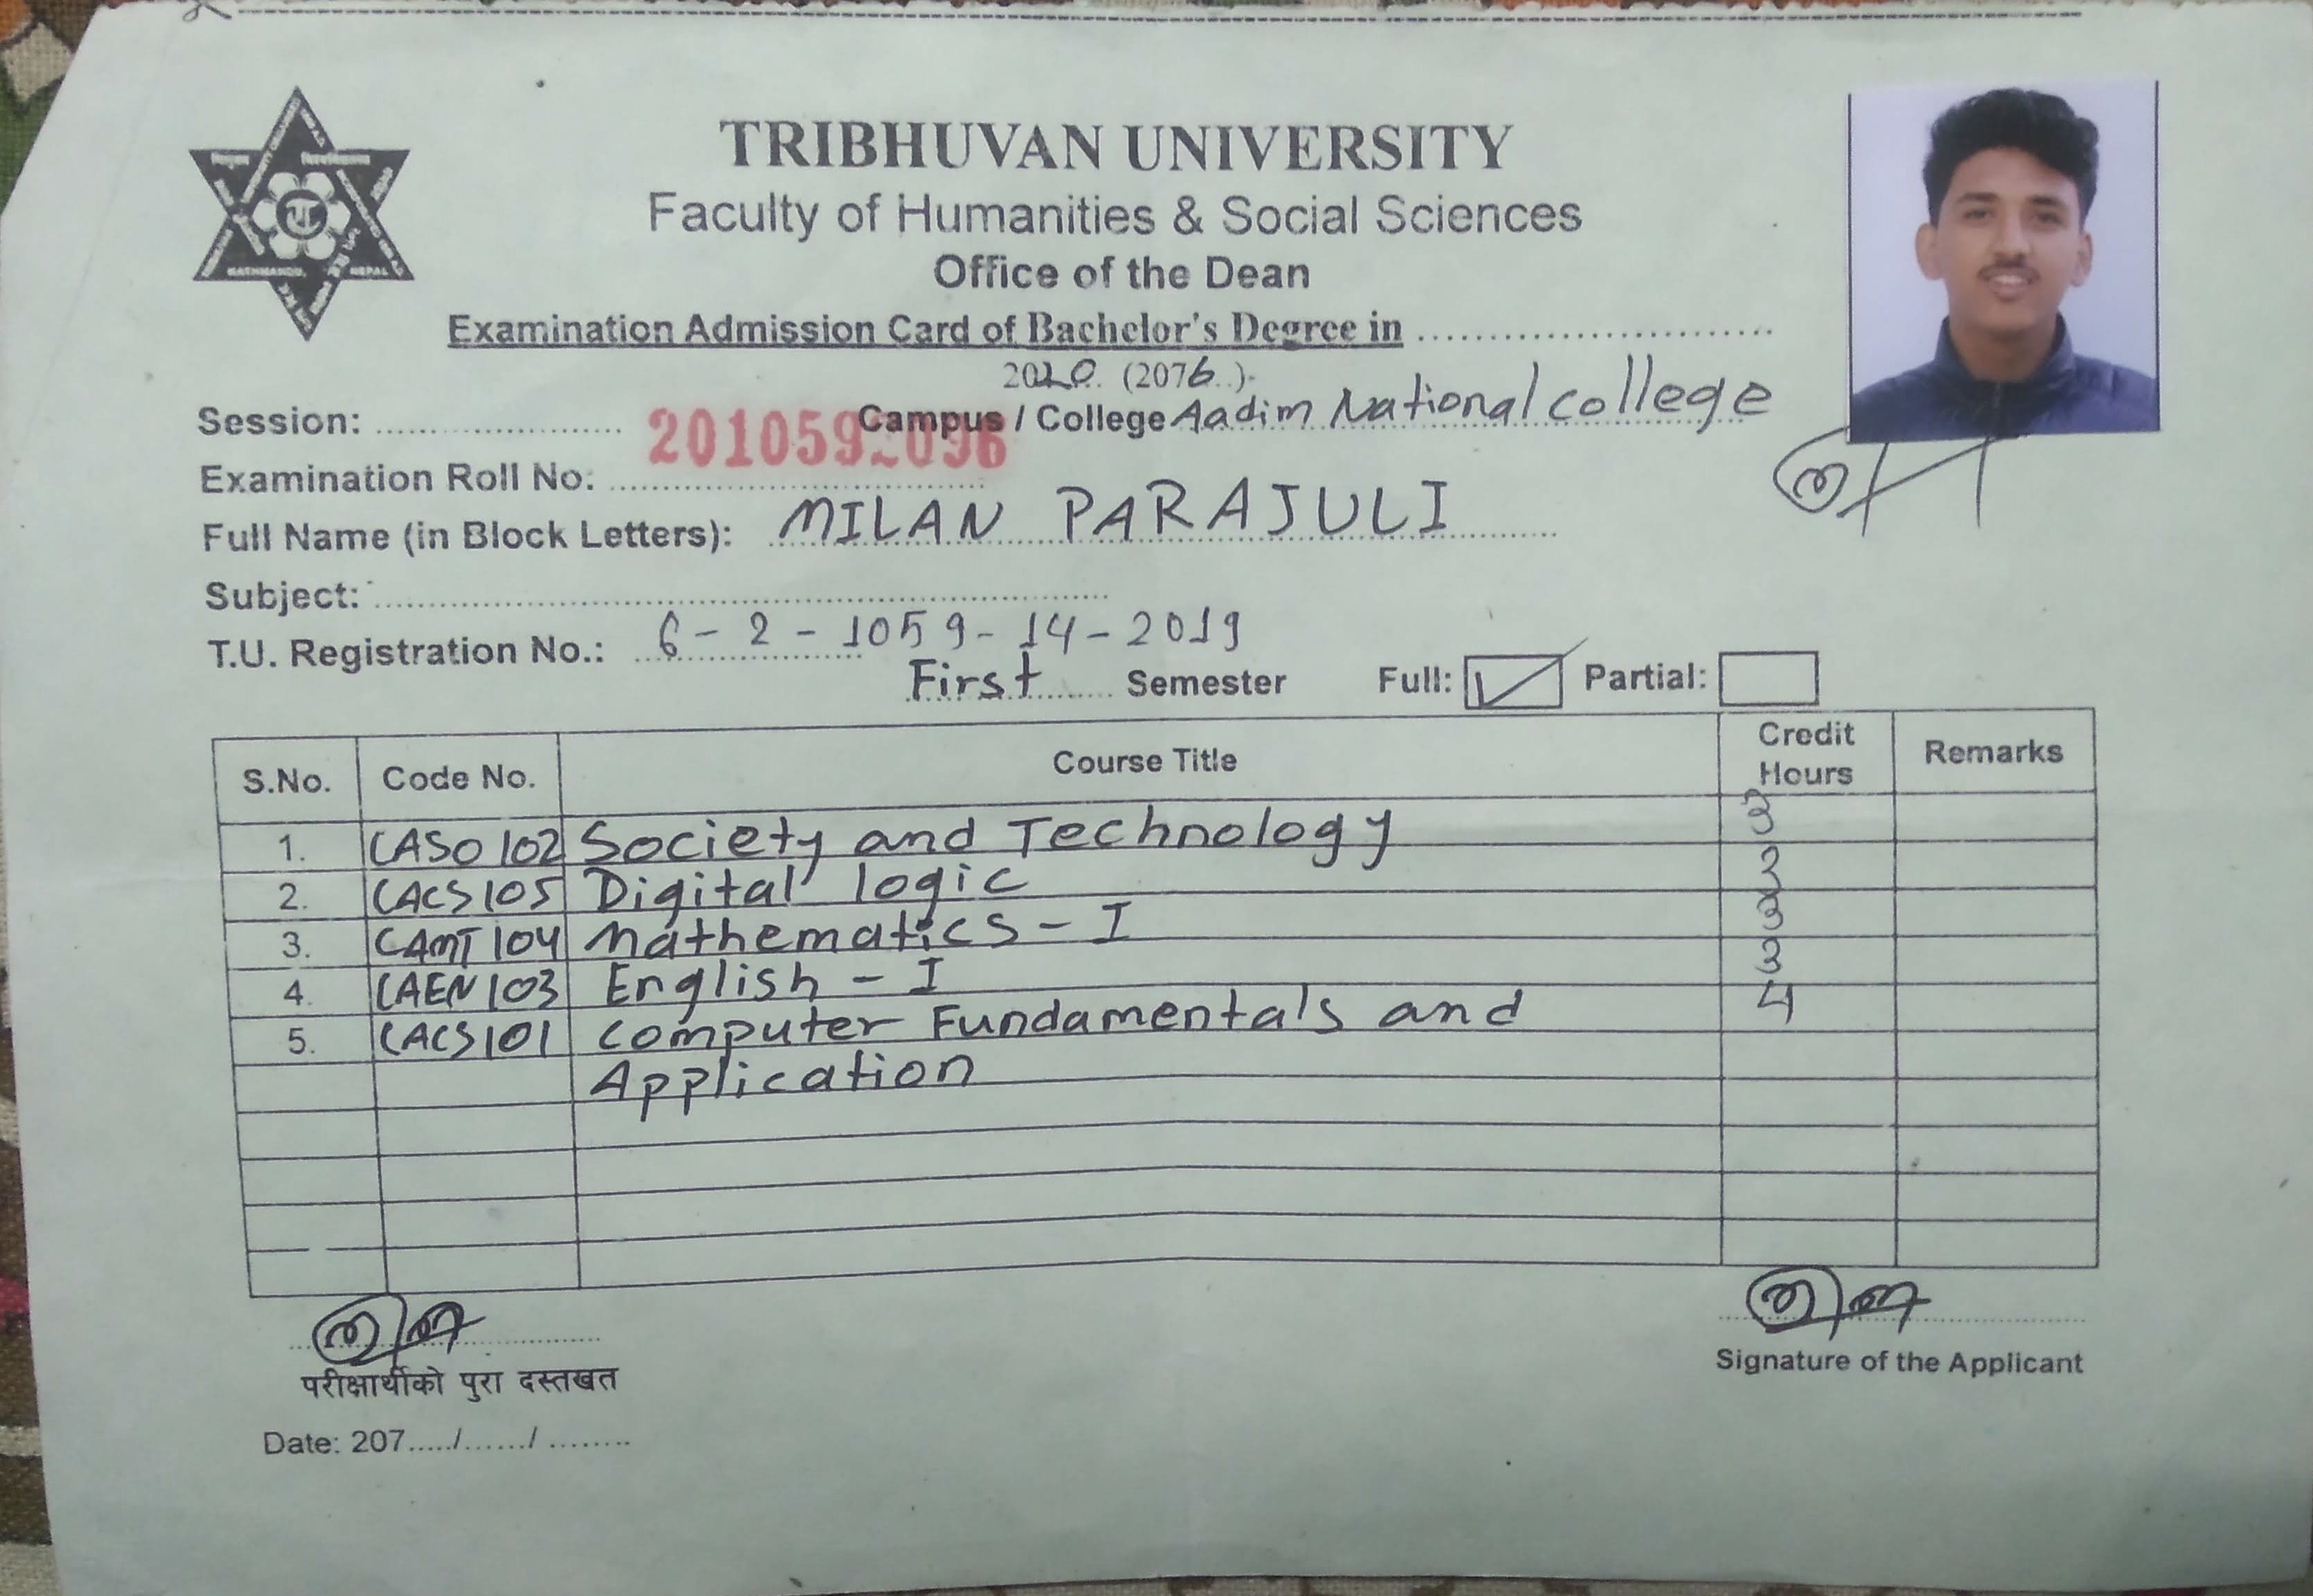 TRIBHUVAN UNIVERSITY
Faculty of Humanities & Social Sciences
Office of the Dean
Examination Admission Card of Bachelor's Degree in ........................
2020 (2076..)
Session: ...................... Campus / College Aadim National college
Examination Roll No: 2010592096
Full Name (in Block Letters): MILAN PARAJULI
Subject: ........................
T.U. Registration No.: 6-2-1059-14-2019
First Semester Full: Partial:
S.No. Code No. Course Title Credit Hours Remarks
1. CASO 102 Society and Technology 3
2. CACS 105 Digital logic 3
3. CAMT 104 Mathematics - I 3
4. CAEN 103 English - I 3
5. CACS 101 Computer Fundamentals and 4
Application
परीक्षार्थीको पुरा दस्तखत
Signature of the Applicant
Date: 207...../......./ ........
KATHMANDU, NEPAL